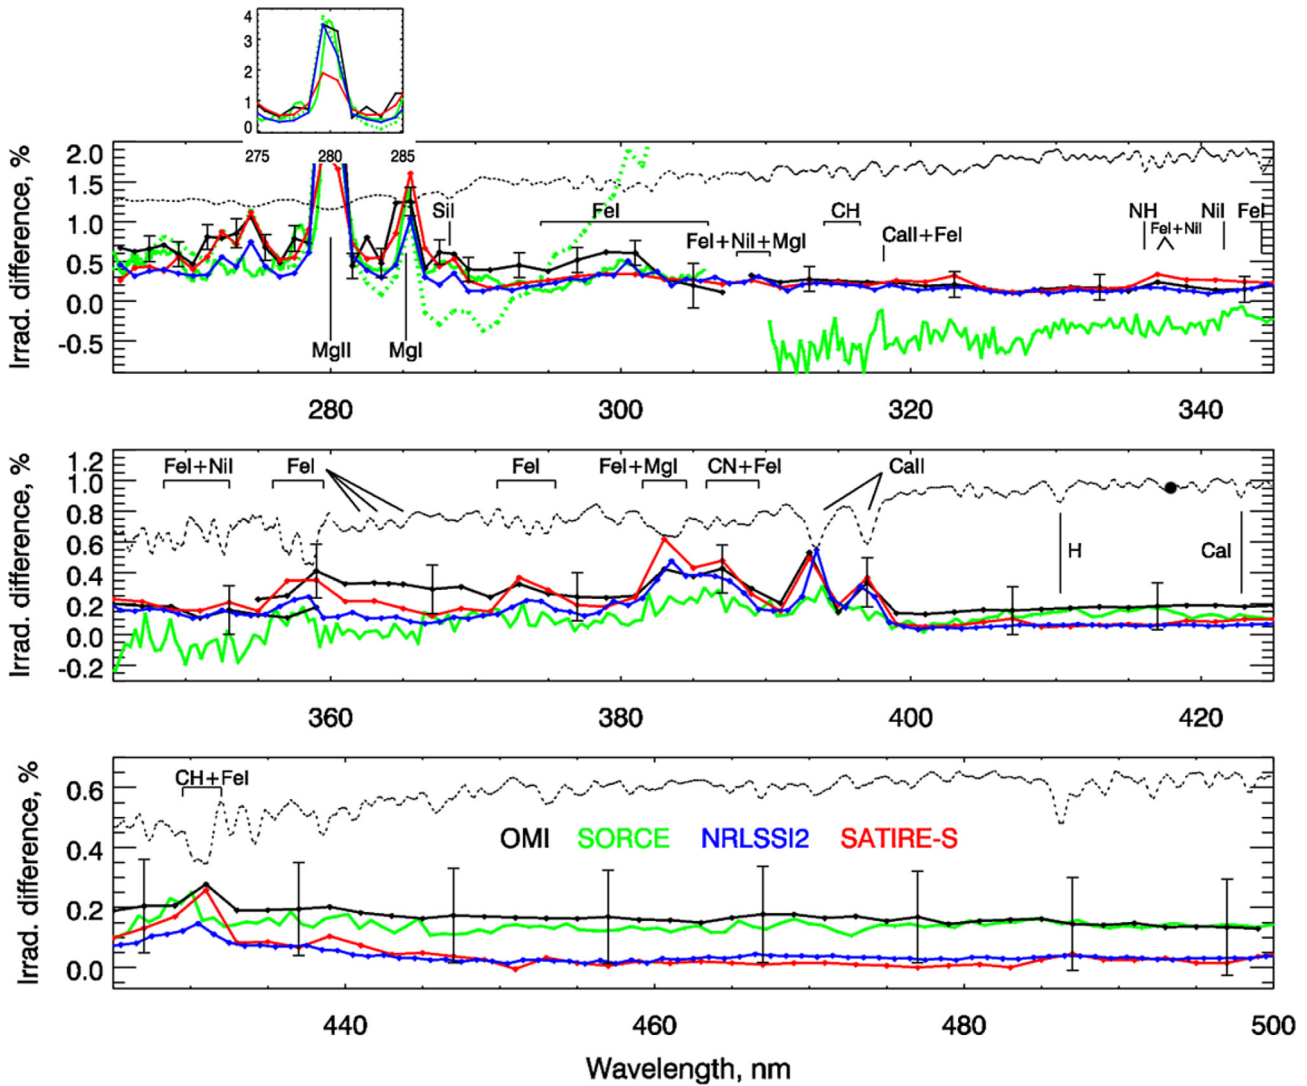 4
3
2
1
0
275 280 285
Irrad. difference, %
2.0
1.5
1.0
0.5
0.0
-0.5
SiI
FeI
FeI+NiI+MgI
CH
CaII+FeI
NH
FeI+NiI
NiI
FeI
MgII
MgI
280 300 320 340
Irrad. difference, %
1.2
1.0
0.8
0.6
0.4
0.2
0.0
-0.2
FeI+NiI
FeI
FeI
FeI+MgI
CN+FeI
CaII
H
CaI
360 380 400 420
Irrad. difference, %
0.6
0.4
0.2
0.0
CH+FeI
OMI SORCE NRLSSI2 SATIRE-S
440 460 480 500
Wavelength, nm